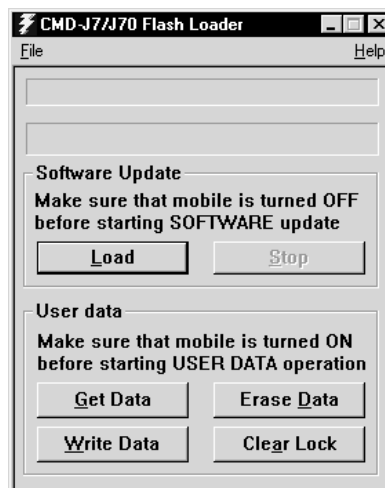 CMD-J7/J70 Flash Loader
File Help
Software Update
Make sure that mobile is turned OFF
before starting SOFTWARE update
Load Stop
User data
Make sure that mobile is turned ON
before starting USER DATA operation
Get Data Erase Data
Write Data Clear Lock